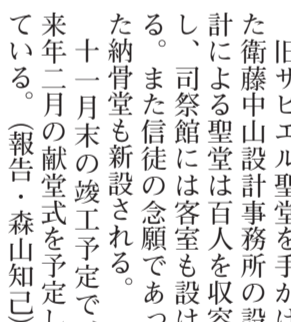 旧ザビエル聖堂を手がけ
た衛藤中山設計事務所の設
計による聖堂は百人を収容
し、司祭館には客室も設け
る。また信徒の念願であっ
た納骨堂も新設される。
十一月末の竣工予定で、
来年二月の献堂式を予定し
ている。（報告・森山知己）